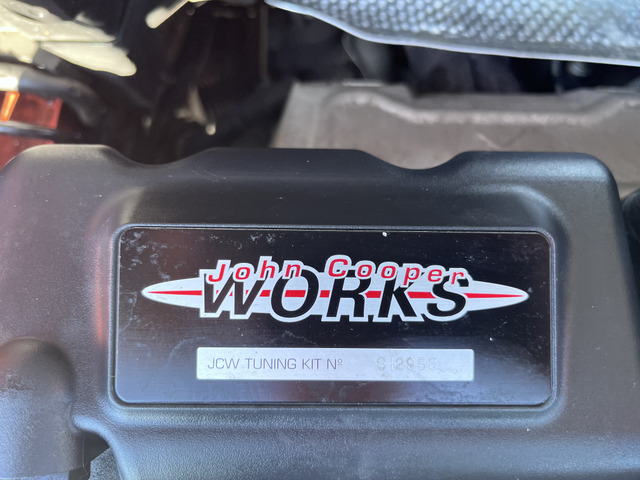 John Cooper
WORKS
JCW TUNING KIT Nº